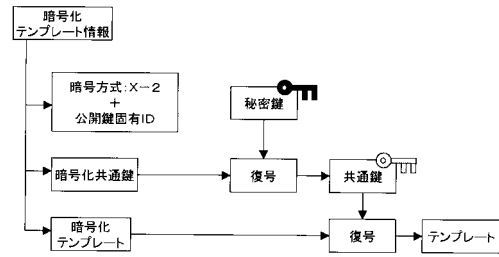 暗号化
テンプレート情報
暗号方式:X－2
+
公開鍵固有ID
秘密鍵
暗号化共通鍵
復号
共通鍵
暗号化
テンプレート
復号
テンプレート